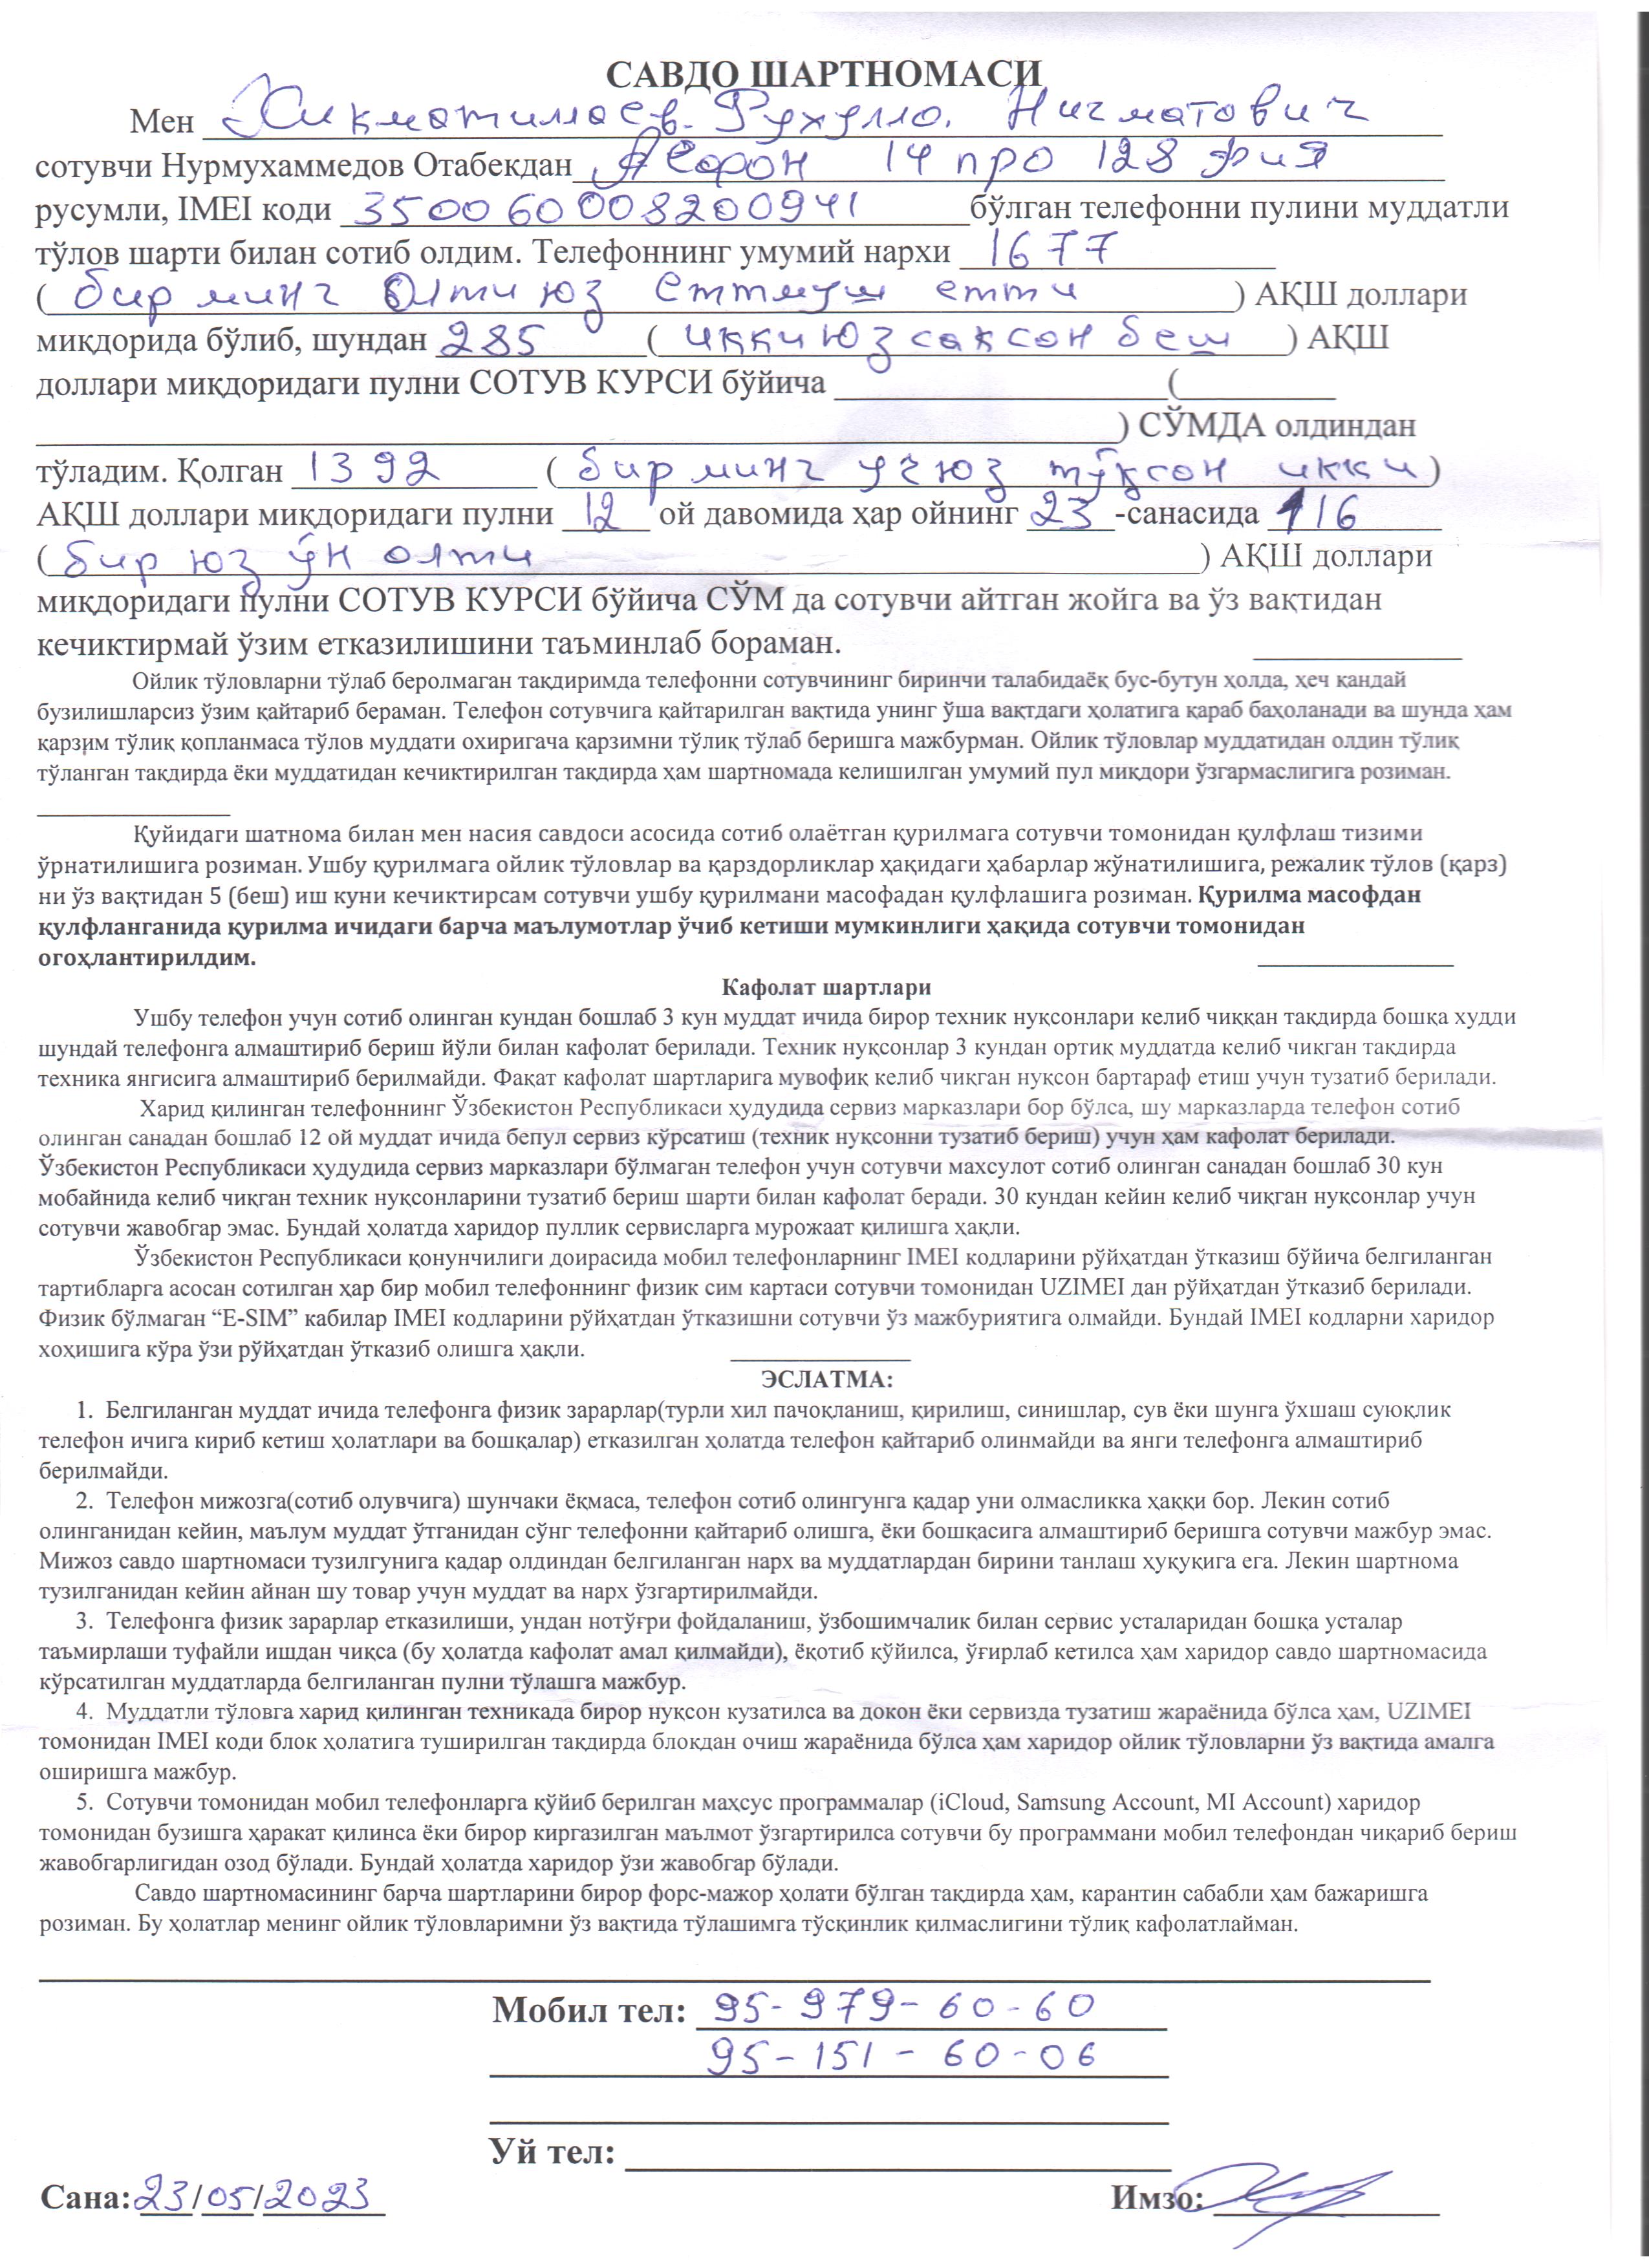 САВДО ШАРТНОМАСИ
Мен Хикматиллаев. Рухулло. Нигматович
сотувчи Нурмухаммедов Отабекдан Айфон 14 про 128
русумли, IMEI коди 350060008200941 бўлган телефонни пулини муддатли
тўлов шарти билан сотиб олдим. Телефоннинг умумий нархи 1677
( бир минг Олти юз етттмуш етти ) АҚШ доллари
миқдорида бўлиб, шундан 285 ( икки юз саксон беш ) АҚШ
доллари миқдоридаги пулни СОТУВ КУРСИ бўйича ____ (____
____) СЎМДА олдиндан
тўладим. Қолган 1392 ( бир минг уч юз тўқсон икки )
АҚШ доллари миқдоридаги пулни 12 ой давомида ҳар ойнинг 23 -санасида 116
( бир юз ўн олти ) АҚШ доллари
миқдоридаги пулни СОТУВ КУРСИ бўйича СЎМ да сотувчи айтган жойга ва ўз вақтидан
кечиктирмай ўзим етказилишини таъминлаб бораман.
Ойлик тўловларни тўлаб беролмаган тақдиримда телефонни сотувчининг биринчи талабидаёқ бус-бутун ҳолда, ҳеч қандай
бузилишларсиз ўзим қайтариб бераман. Телефон сотувчига қайтарилган вақтида унинг ўша вақтдаги ҳолатига қараб баҳоланади ва шунда ҳам
қарзим тўлиқ қопланмаса тўлов муддати охиригача қарзимни тўлиқ тўлаб беришга мажбурман. Ойлик тўловлар муддатидан олдин тўлиқ
тўланган тақдирда ёки муддатидан кечиктирилган тақдирда ҳам шартномада келишилган умумий пул миқдори ўзгармаслигига розиман.
Қуйидаги шатнома билан мен насия савдоси асосида сотиб олаётган қурилмага сотувчи томонидан қулфлаш тизими
ўрнатилишига розиман. Ушбу қурилмага ойлик тўловлар ва қарздорликлар ҳақидаги ҳабарлар жўнатилишига, режалик тўлов (қарз)
ни ўз вақтидан 5 (беш) иш куни кечиктирсам сотувчи ушбу қурилмани масофадан қулфлашига розиман. Қурилма масофдан
қулфланганида қурилма ичидаги барча маълумотлар ўчиб кетиши мумкинлиги ҳақида сотувчи томонидан
огоҳлантирилдим.
Кафолат шартлари
Ушбу телефон учун сотиб олинган кундан бошлаб 3 кун муддат ичида бирор техник нуқсонлари келиб чиққан тақдирда бошқа худди
шундай телефонга алмаштириб бериш йўли билан кафолат берилади. Техник нуқсонлар 3 кундан ортиқ муддатда келиб чиқган тақдирда
техника янгисига алмаштириб берилмайди. Фақат кафолат шартларига мувофиқ келиб чиқган нуқсон бартараф етиш учун тузатиб берилади.
Харид қилинган телефоннинг Ўзбекистон Республикаси ҳудудида сервиз марказлари бор бўлса, шу марказларда телефон сотиб
олинган санадан бошлаб 12 ой муддат ичида бепул сервиз кўрсатиш (техник нуқсонни тузатиб бериш) учун ҳам кафолат берилади.
Ўзбекистон Республикаси ҳудудида сервиз марказлари бўлмаган телефон учун сотувчи махсулот сотиб олинган санадан бошлаб 30 кун
мобайнида келиб чиқган техник нуқсонларини тузатиб бериш шарти билан кафолат беради. 30 кундан кейин келиб чиқган нуқсонлар учун
сотувчи жавобгар эмас. Бундай ҳолатда харидор пуллик сервисларга мурожаат қилишга ҳақли.
Ўзбекистон Республикаси қонунчилиги доирасида мобил телефонларнинг IMEI кодларини рўйҳатдан ўтказиш бўйича белгиланган
тартибларга асосан сотилган ҳар бир мобил телефоннинг физик сим картаси сотувчи томонидан UZIMEI дан рўйҳатдан ўтказиб берилади.
Физик бўлмаган “E-SIM” кабилар IMEI кодларини рўйҳатдан ўтказишни сотувчи ўз мажбуриятига олмайди. Бундай IMEI кодларни харидор
хоҳишига кўра ўзи рўйҳатдан ўтказиб олишга ҳақли.
ЭСЛАТМА:
1. Белгиланган муддат ичида телефонга физик зарарлар(турли хил пачоқланиш, қирилиш, синишлар, сув ёки шунга ўхшаш суюқлик
телефон ичига кириб кетиш ҳолатлари ва бошқалар) етказилган ҳолатда телефон қайтариб олинмайди ва янги телефонга алмаштириб
берилмайди.
2. Телефон мижозга(сотиб олувчига) шунчаки ёқмаса, телефон сотиб олингунга қадар уни олмасликка ҳаққи бор. Лекин сотиб
олинганидан кейин, маълум муддат ўтганидан сўнг телефонни қайтариб олишга, ёки бошқасига алмаштириб беришга сотувчи мажбур эмас.
Мижоз савдо шартномаси тузилгунига қадар олдиндан белгиланган нарх ва муддатлардан бирини танлаш ҳуқуқига ега. Лекин шартнома
тузилганидан кейин айнан шу товар учун муддат ва нарх ўзгартирилмайди.
3. Телефонга физик зарарлар етказилиши, ундан нотўғри фойдаланиш, ўзбошимчалик билан сервис усталаридан бошқа усталар
таъмирлаши туфайли ишдан чиқса (бу ҳолатда кафолат амал қилмайди), ёқотиб қўйилса, ўғирлаб кетилса ҳам харидор савдо шартномасида
кўрсатилган муддатларда белгиланган пулни тўлашга мажбур.
4. Муддатли тўловга харид қилинган техникада бирор нуқсон кузатилса ва докон ёки сервизда тузатиш жараёнида бўлса ҳам, UZIMEI
томонидан IMEI коди блок ҳолатига туширилган тақдирда блокдан очиш жараёнида бўлса ҳам харидор ойлик тўловларни ўз вақтида амалга
оширишга мажбур.
5. Сотувчи томонидан мобил телефонларга қўйиб берилган маҳсус программалар (iCloud, Samsung Account, MI Account) харидор
томонидан бузишга ҳаракат қилинса ёки бирор киргазилган маълмот ўзгартирилса сотувчи бу программани мобил телефондан чиқариб бериш
жавобгарлигидан озод бўлади. Бундай ҳолатда харидор ўзи жавобгар бўлади.
Савдо шартномасининг барча шартларини бирор форс-мажор ҳолати бўлган тақдирда ҳам, карантин сабабли ҳам бажаришга
розиман. Бу ҳолатлар менинг ойлик тўловларимни ўз вақтида тўлашимга тўсқинлик қилмаслигини тўлиқ кафолатлайман.
Мобил тел: 95-979-60-60
95-151-60-06
Уй тел:
Сана: 23/05/2023 Имзо: